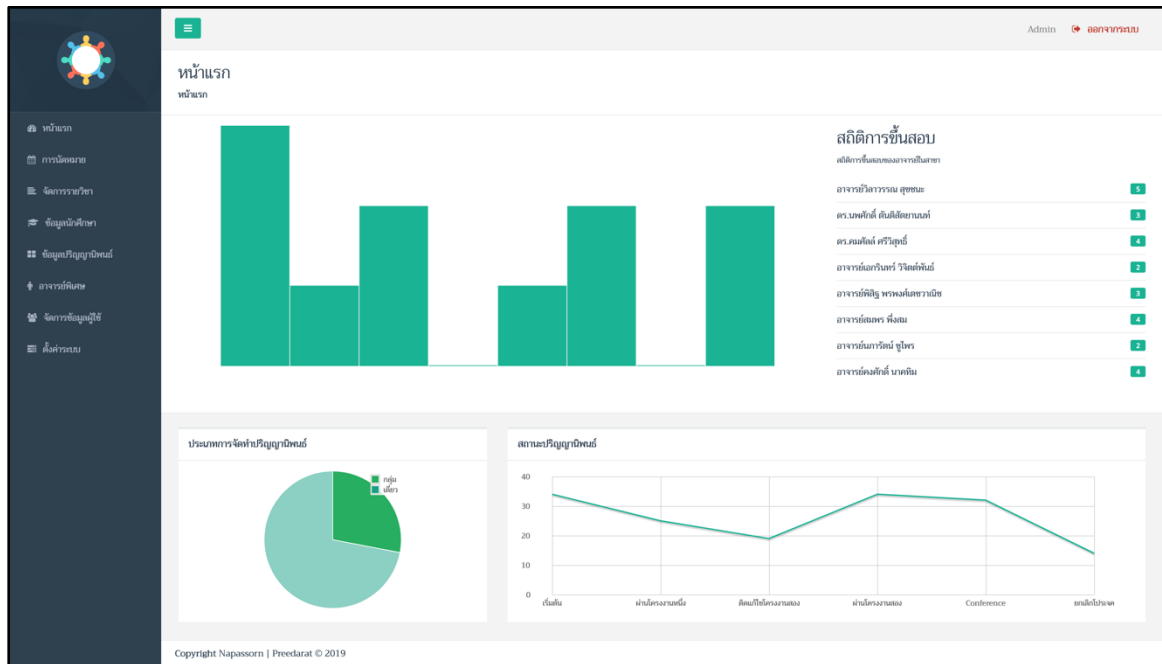 Admin ออกจากระบบ
หน้าแรก
หน้าแรก
หน้าแรก
การนัดหมาย
จัดการรายวิชา
ข้อมูลนักศึกษา
ข้อมูลปริญญานิพนธ์
อาจารย์พิเศษ
จัดการข้อมูลผู้ใช้
ตั้งค่าระบบ
สถิติการขึ้นสอบ
สถิติการขึ้นสอบของอาจารย์ในสาขา
อาจารย์วิลาวรรณ สุขชนะ 5
ดร.นพศักดิ์ ตันติสัตยานนท์ 3
ดร.คมศัลล์ ศรีวิสุทธิ์ 4
อาจารย์เอกรินทร์ วิจิตต์พันธ์ 2
อาจารย์พิสิฐ พรพงศ์เตชวาณิช 3
อาจารย์สมพร พึ่งสม 4
อาจารย์นภารัตน์ ชูไพร 2
อาจารย์คงศักดิ์ นาคทิม 4
ประเภทการจัดทำปริญญานิพนธ์
กลุ่ม
เดี่ยว
สถานะปริญญานิพนธ์
40
30
20
10
0
เริ่มต้น ผ่านโครงงานหนึ่ง ติดแก้ไขโครงงานสอง ผ่านโครงงานสอง Conference ยกเลิกโปรเจค
Copyright Napassorn | Preedarat © 2019